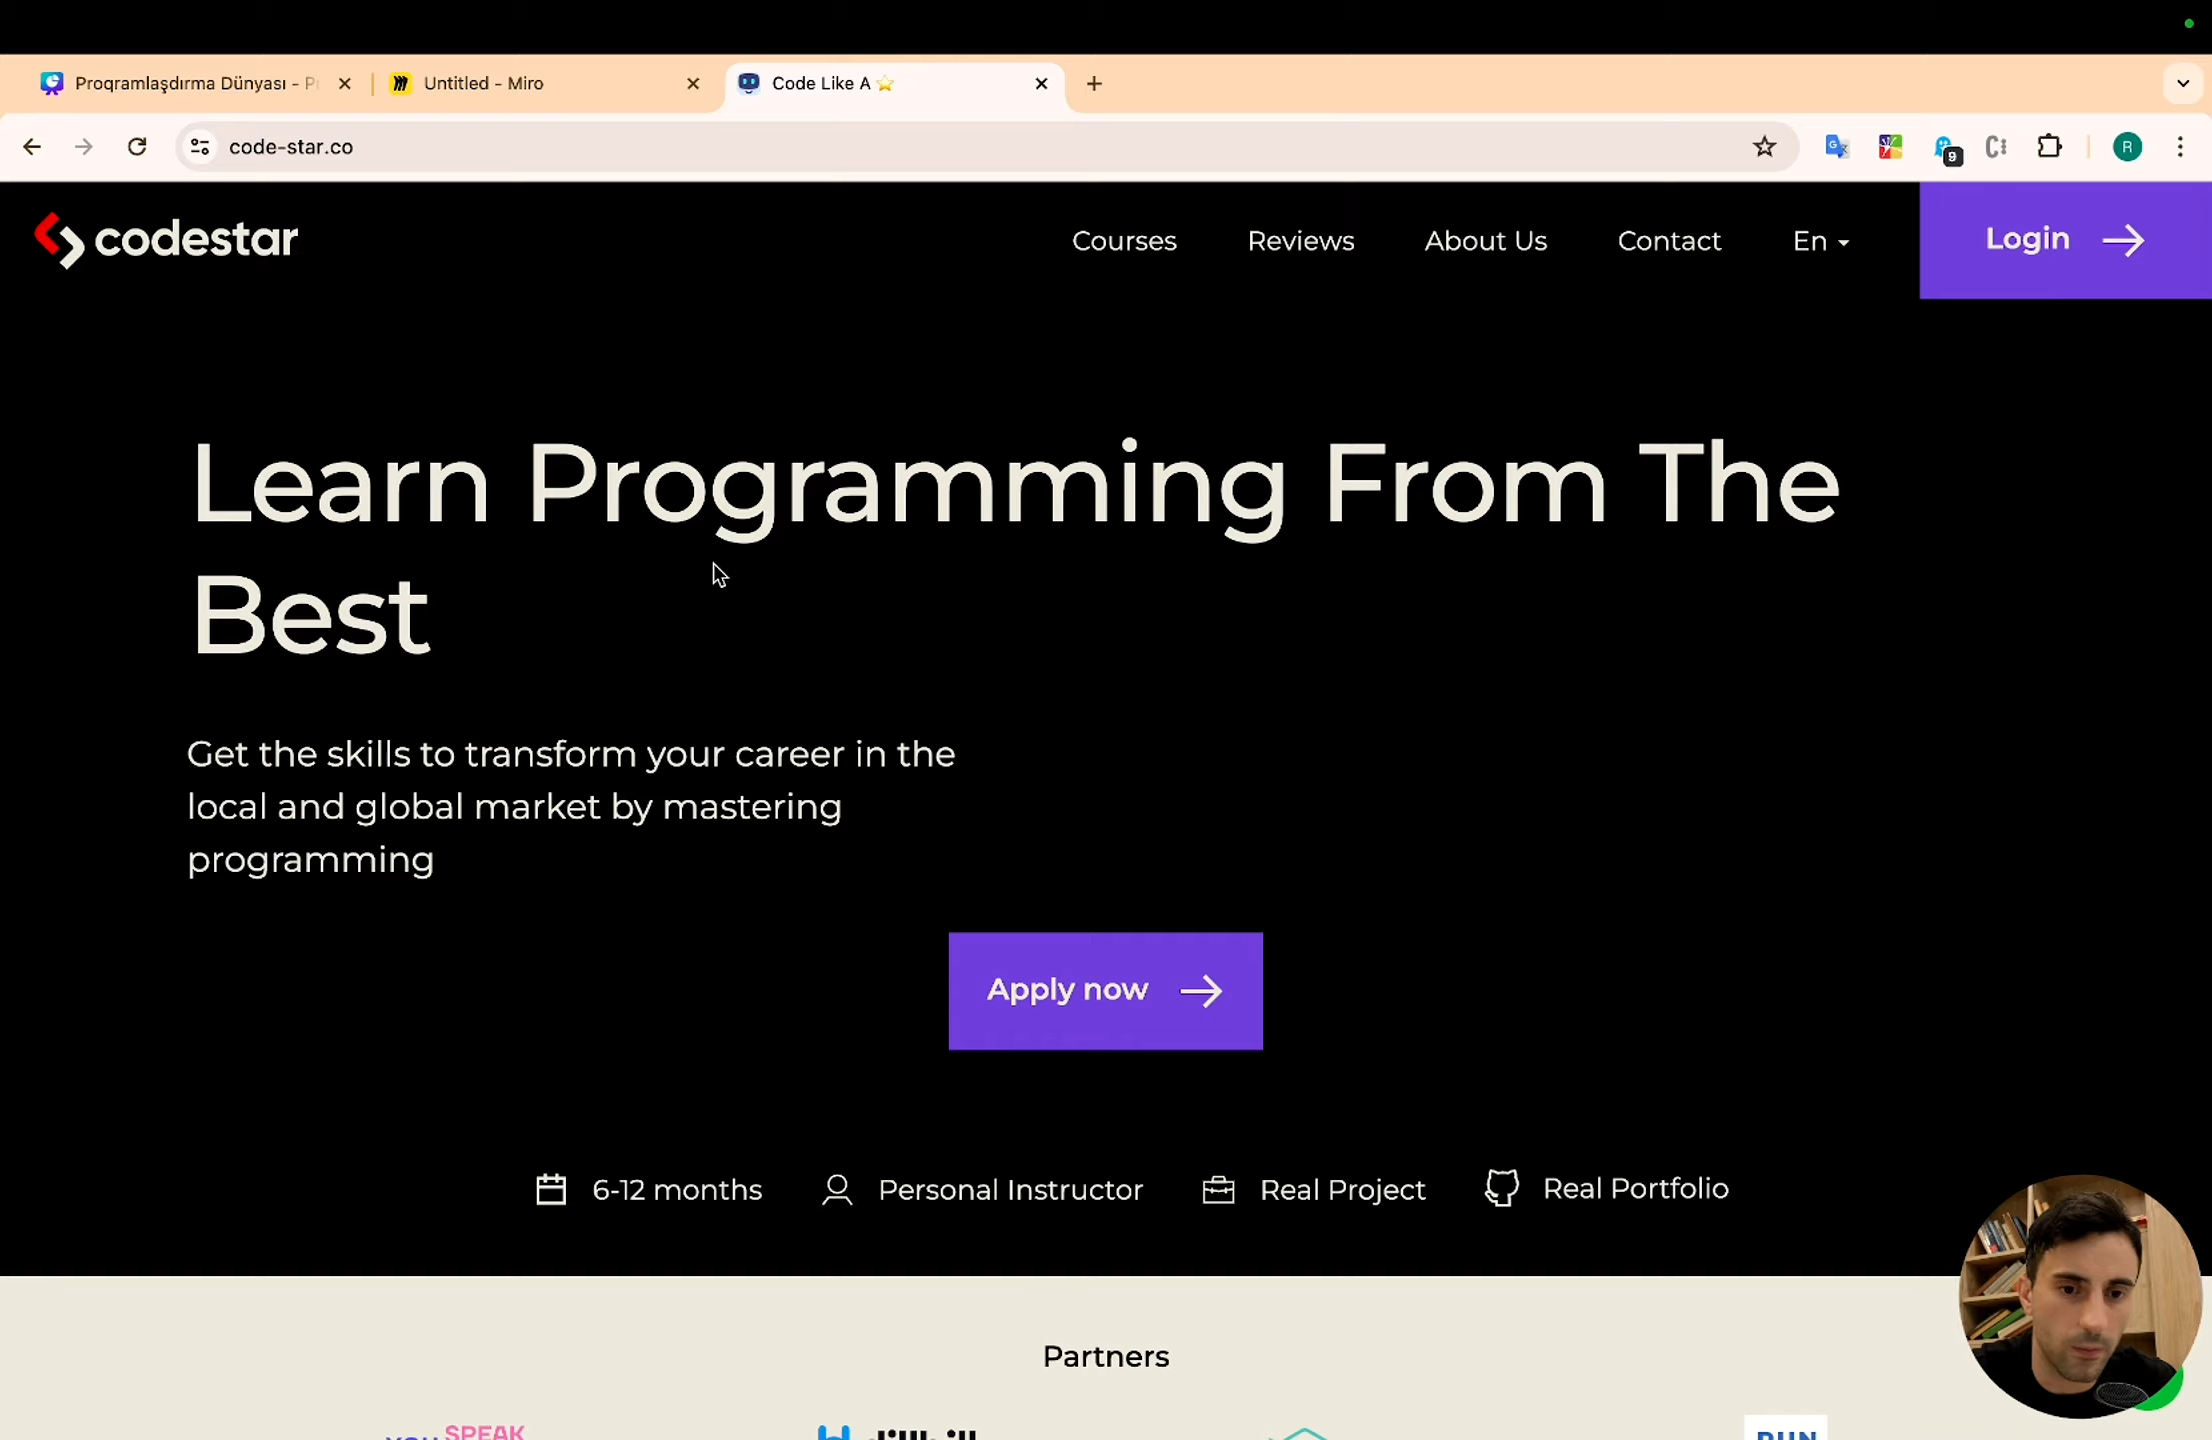 Proqramlaşdırma Dünyası - P
Untitled - Miro
Code Like A ⭐
code-star.co
9
R
codestar
Courses
Reviews
About Us
Contact
En
Login
Learn Programming From The
Best
Get the skills to transform your career in the
local and global market by mastering
programming
Apply now
6-12 months
Personal Instructor
Real Project
Real Portfolio
Partners
SPEAK